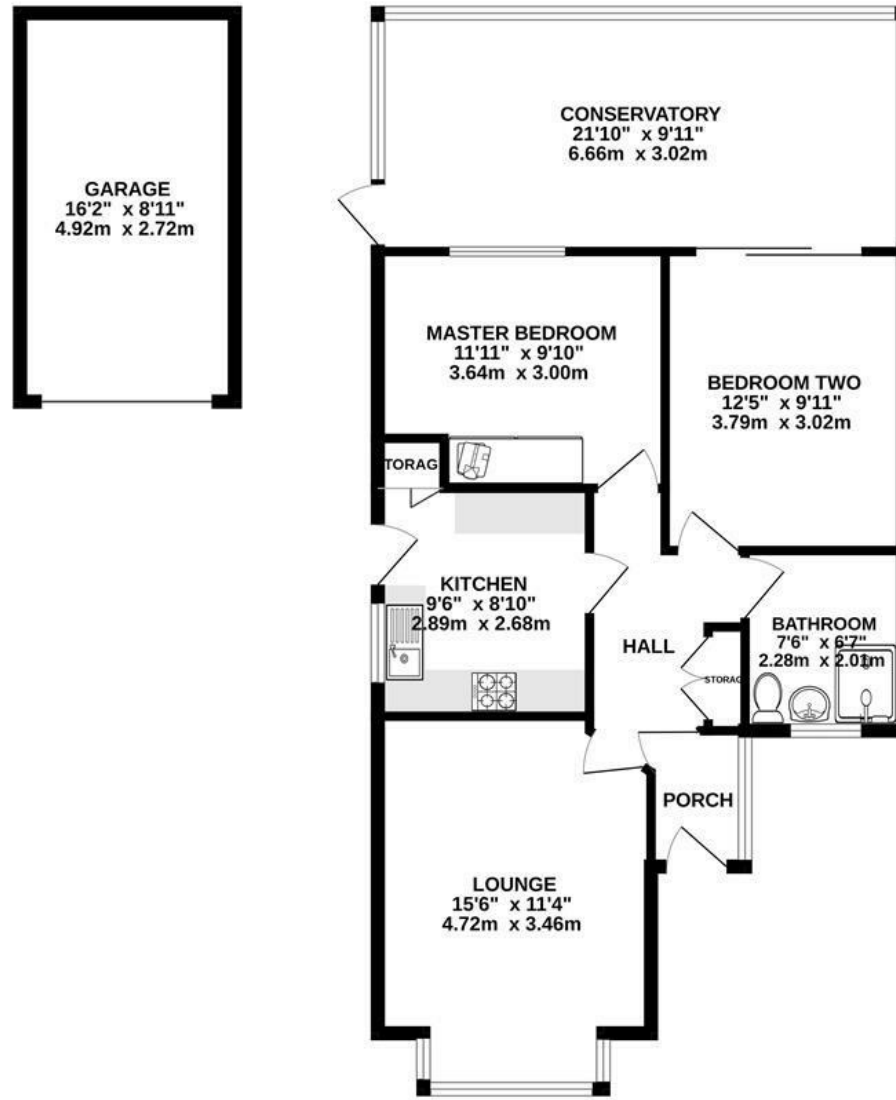 GARAGE
16'2" x 8'11"
4.92m x 2.72m
CONSERVATORY
21'10" x 9'11"
6.66m x 3.02m
MASTER BEDROOM
11'11" x 9'10"
3.64m x 3.00m
BEDROOM TWO
12'5" x 9'11"
3.79m x 3.02m
TORAG
KITCHEN
9'6" x 8'10"
2.89m x 2.68m
HALL
BATHROOM
7'6" x 6'7"
2.28m x 2.01m
STORAG
PORCH
LOUNGE
15'6" x 11'4"
4.72m x 3.46m